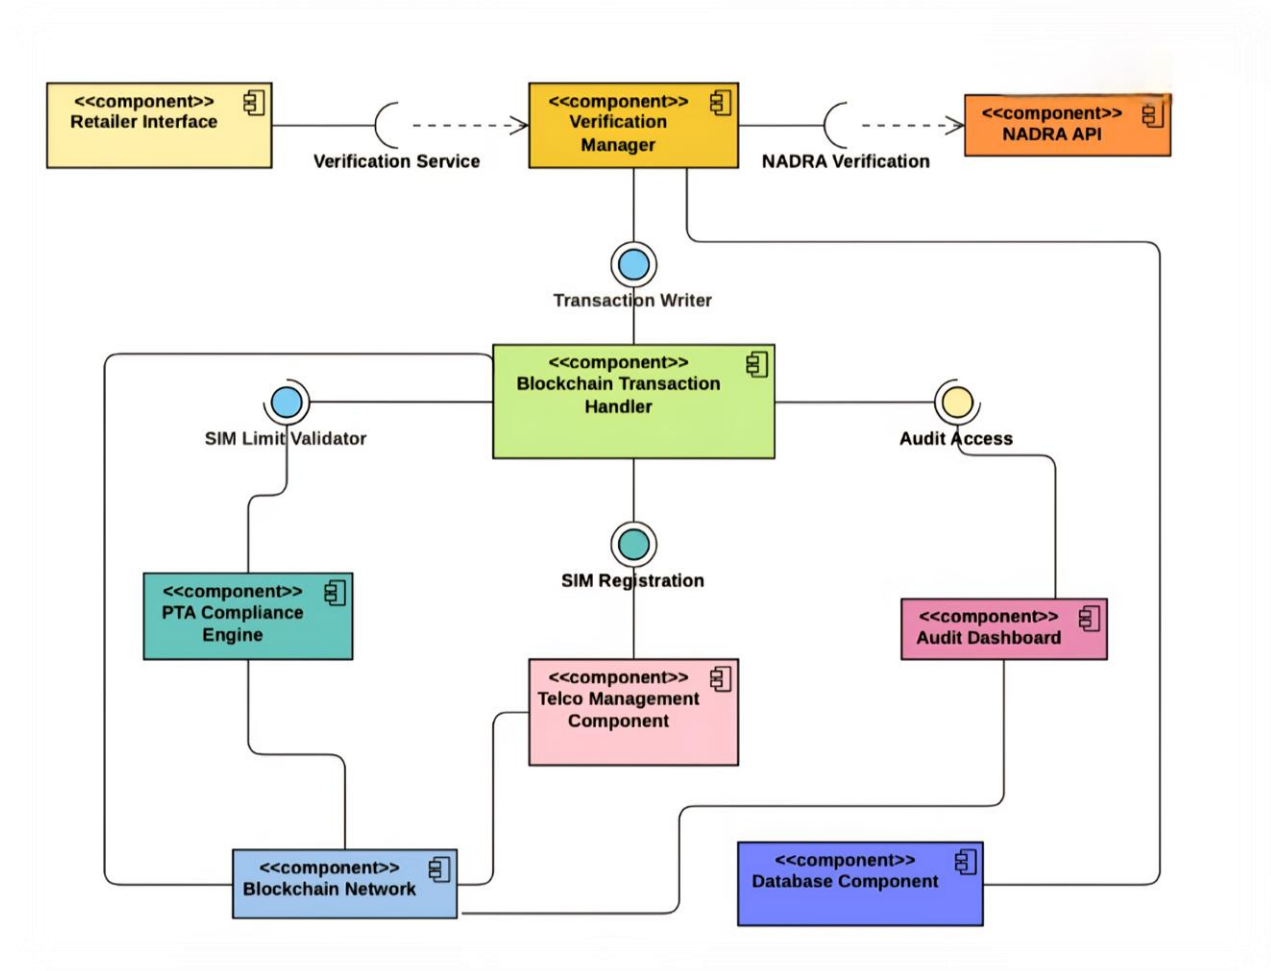 <<component>>
Retailer Interface
Verification Service
<<component>>
Verification
Manager
NADRA Verification
<<component>>
NADRA API
Transaction Writer
<<component>>
Blockchain Transaction
Handler
SIM Limit Validator
Audit Access
SIM Registration
<<component>>
PTA Compliance
Engine
<<component>>
Audit Dashboard
<<component>>
Telco Management
Component
<<component>>
Blockchain Network
<<component>>
Database Component